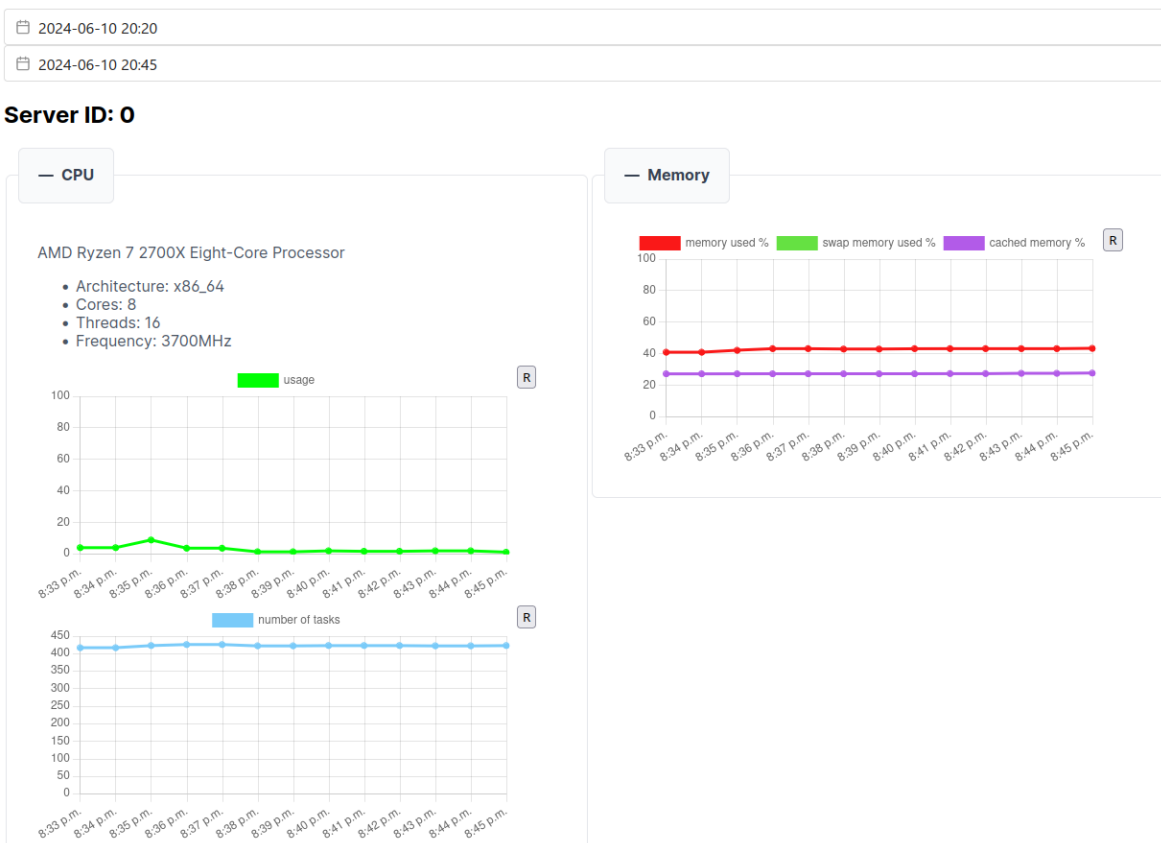 2024-06-10 20:20
2024-06-10 20:45
Server ID: 0
— CPU
AMD Ryzen 7 2700X Eight-Core Processor
• Architecture: x86_64
• Cores: 8
• Threads: 16
• Frequency: 3700MHz
usage
R
100
80
60
40
20
0
8:33 p.m. 8:34 p.m. 8:35 p.m. 8:36 p.m. 8:37 p.m. 8:38 p.m. 8:39 p.m. 8:40 p.m. 8:41 p.m. 8:42 p.m. 8:43 p.m. 8:44 p.m. 8:45 p.m.
number of tasks
R
450
400
350
300
250
200
150
100
50
0
8:33 p.m. 8:34 p.m. 8:35 p.m. 8:36 p.m. 8:37 p.m. 8:38 p.m. 8:39 p.m. 8:40 p.m. 8:41 p.m. 8:42 p.m. 8:43 p.m. 8:44 p.m. 8:45 p.m.
— Memory
memory used % swap memory used % cached memory %
R
100
80
60
40
20
0
8:33 p.m. 8:34 p.m. 8:35 p.m. 8:36 p.m. 8:37 p.m. 8:38 p.m. 8:39 p.m. 8:40 p.m. 8:41 p.m. 8:42 p.m. 8:43 p.m. 8:44 p.m. 8:45 p.m.